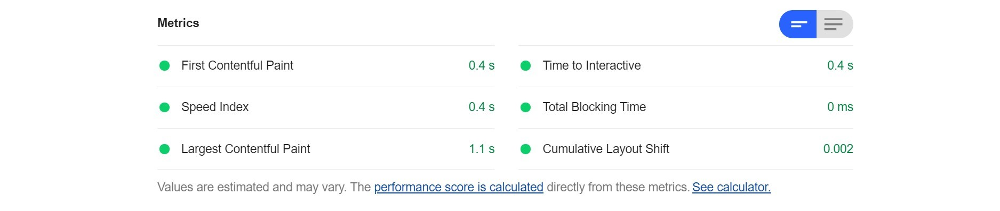 Metrics
First Contentful Paint 0.4 s
Time to Interactive 0.4 s
Speed Index 0.4 s
Total Blocking Time 0 ms
Largest Contentful Paint 1.1 s
Cumulative Layout Shift 0.002
Values are estimated and may vary. The performance score is calculated directly from these metrics. See calculator.